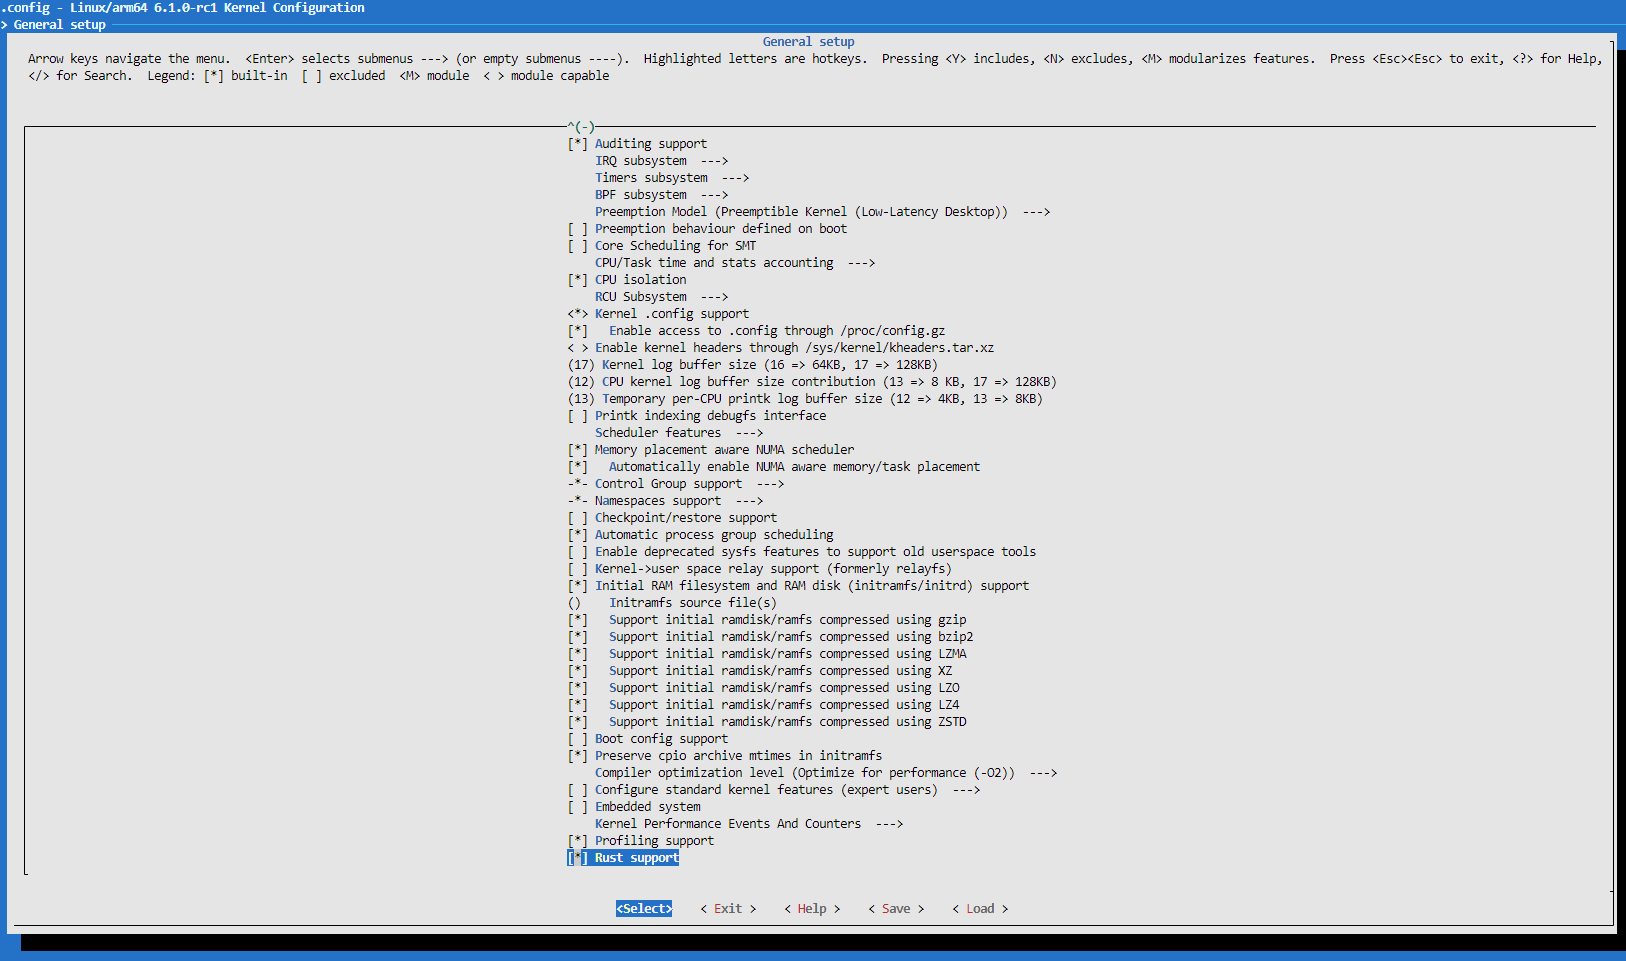 .config - Linux/arm64 6.1.0-rc1 Kernel Configuration
> General setup
General setup
Arrow keys navigate the menu.  <Enter> selects submenus ---> (or empty submenus ----).  Highlighted letters are hotkeys.  Pressing <Y> includes, <N> excludes, <M> modularizes features.  Press <Esc><Esc> to exit, <?> for Help,
</> for Search.  Legend: [*] built-in  [ ] excluded  <M> module  < > module capable
^(-)
[*] Auditing support
    IRQ subsystem  --->
    Timers subsystem  --->
    BPF subsystem  --->
    Preemption Model (Preemptible Kernel (Low-Latency Desktop))  --->
[ ] Preemption behaviour defined on boot
[ ] Core Scheduling for SMT
    CPU/Task time and stats accounting  --->
[*] CPU isolation
    RCU Subsystem  --->
<*> Kernel .config support
[*]   Enable access to .config through /proc/config.gz
< > Enable kernel headers through /sys/kernel/kheaders.tar.xz
(17) Kernel log buffer size (16 => 64KB, 17 => 128KB)
(12) CPU kernel log buffer size contribution (13 => 8 KB, 17 => 128KB)
(13) Temporary per-CPU printk log buffer size (12 => 4KB, 13 => 8KB)
[ ] Printk indexing debugfs interface
    Scheduler features  --->
[*] Memory placement aware NUMA scheduler
[*]   Automatically enable NUMA aware memory/task placement
-*- Control Group support  --->
-*- Namespaces support  --->
[ ] Checkpoint/restore support
[*] Automatic process group scheduling
[ ] Enable deprecated sysfs features to support old userspace tools
[ ] Kernel->user space relay support (formerly relayfs)
[*] Initial RAM filesystem and RAM disk (initramfs/initrd) support
()    Initramfs source file(s)
[*]   Support initial ramdisk/ramfs compressed using gzip
[*]   Support initial ramdisk/ramfs compressed using bzip2
[*]   Support initial ramdisk/ramfs compressed using LZMA
[*]   Support initial ramdisk/ramfs compressed using XZ
[*]   Support initial ramdisk/ramfs compressed using LZO
[*]   Support initial ramdisk/ramfs compressed using LZ4
[*]   Support initial ramdisk/ramfs compressed using ZSTD
[ ] Boot config support
[*] Preserve cpio archive mtimes in initramfs
    Compiler optimization level (Optimize for performance (-O2))  --->
[ ] Configure standard kernel features (expert users)  --->
[ ] Embedded system
    Kernel Performance Events And Counters  --->
[*] Profiling support
[*] Rust support
<Select>    < Exit >    < Help >    < Save >    < Load >